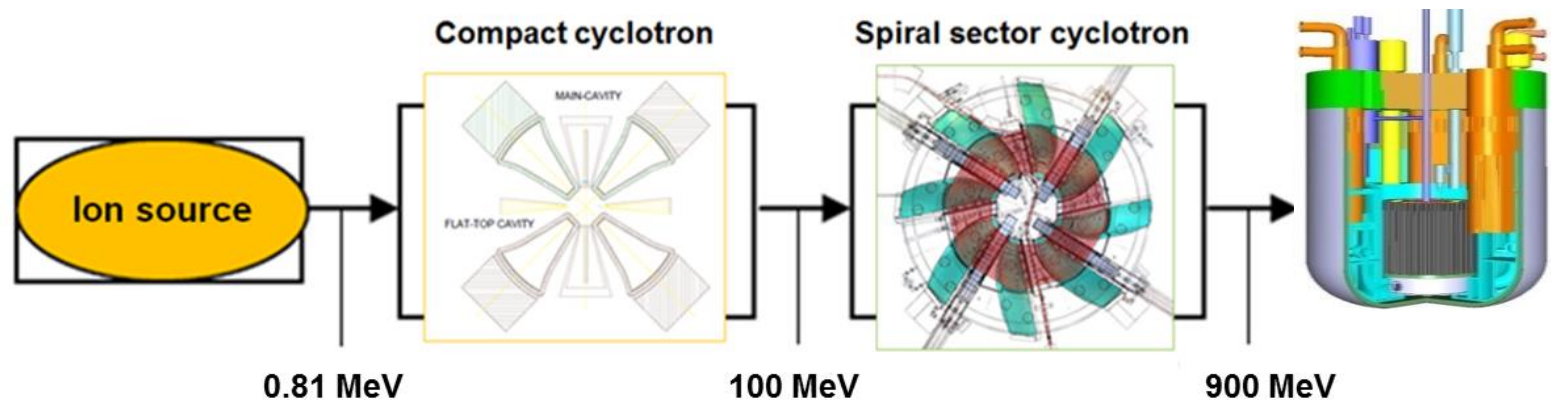 Compact cyclotron
Spiral sector cyclotron
MAIN-CAVITY
Ion source
FLAT-TOP CAVITY
0.81 MeV
100 MeV
900 MeV